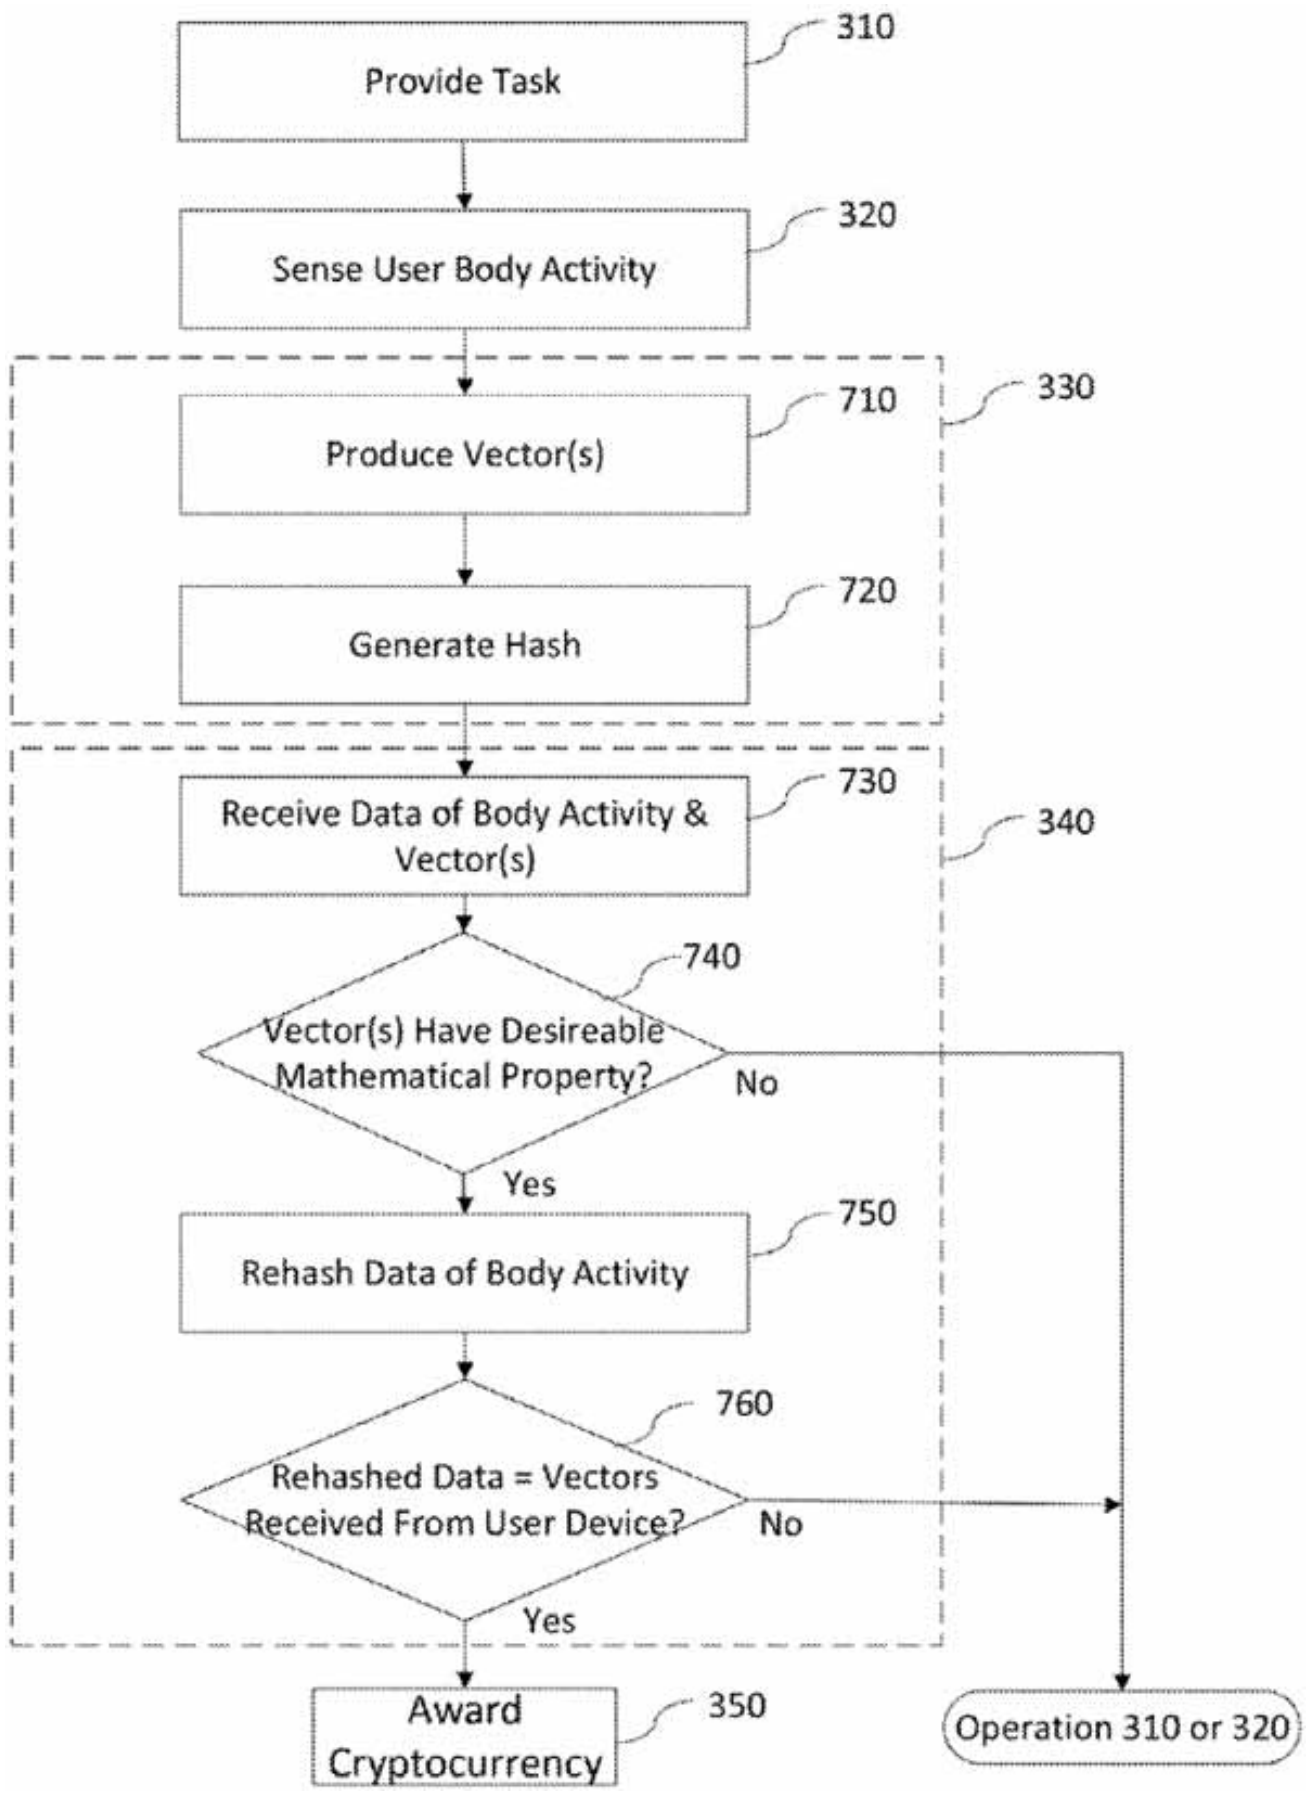 310
Provide Task
320
Sense User Body Activity
330
710
Produce Vector(s)
720
Generate Hash
730
Receive Data of Body Activity &
Vector(s)
340
740
Vector(s) Have Desireable
Mathematical Property?
No
Yes
750
Rehash Data of Body Activity
760
Rehashed Data = Vectors
Received From User Device?
No
Yes
350
Award
Cryptocurrency
Operation 310 or 320